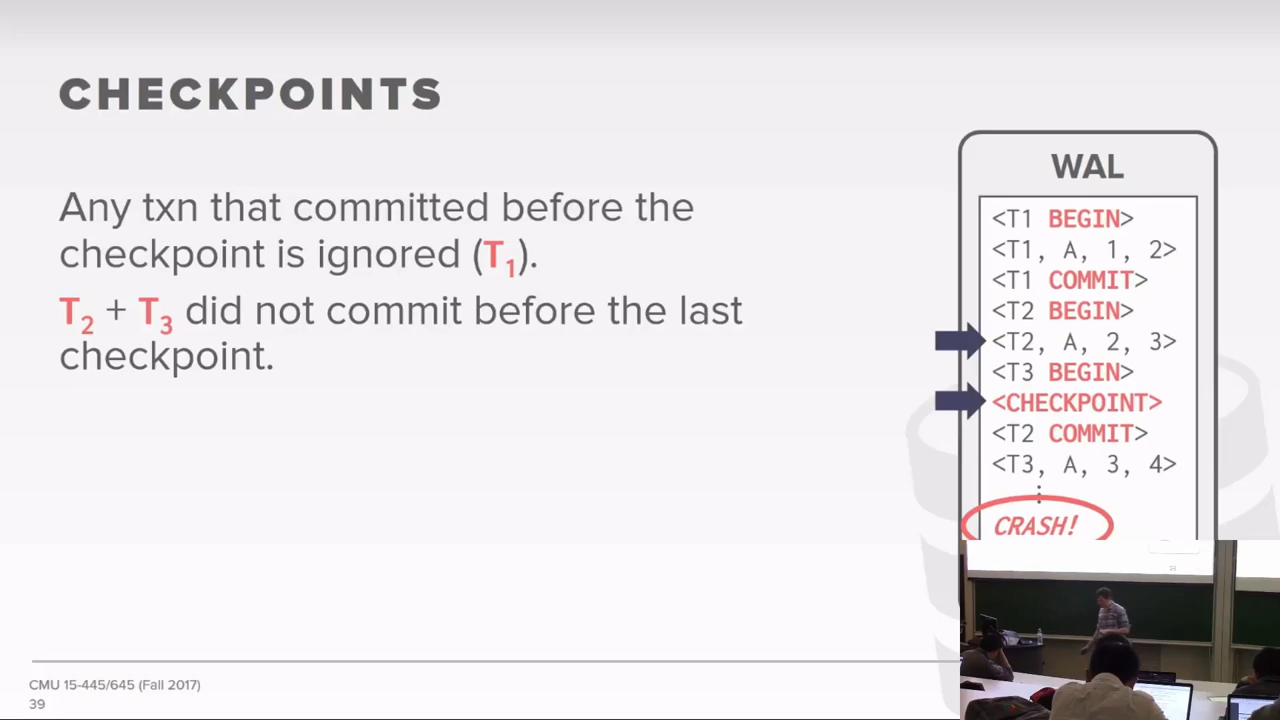 CHECKPOINTS
Any txn that committed before the
checkpoint is ignored (T1).
T2 + T3 did not commit before the last
checkpoint.
WAL
<T1 BEGIN>
<T1, A, 1, 2>
<T1 COMMIT>
<T2 BEGIN>
<T2, A, 2, 3>
<T3 BEGIN>
<CHECKPOINT>
<T2 COMMIT>
<T3, A, 3, 4>
⋮
CRASH!
CMU 15-445/645 (Fall 2017)
39